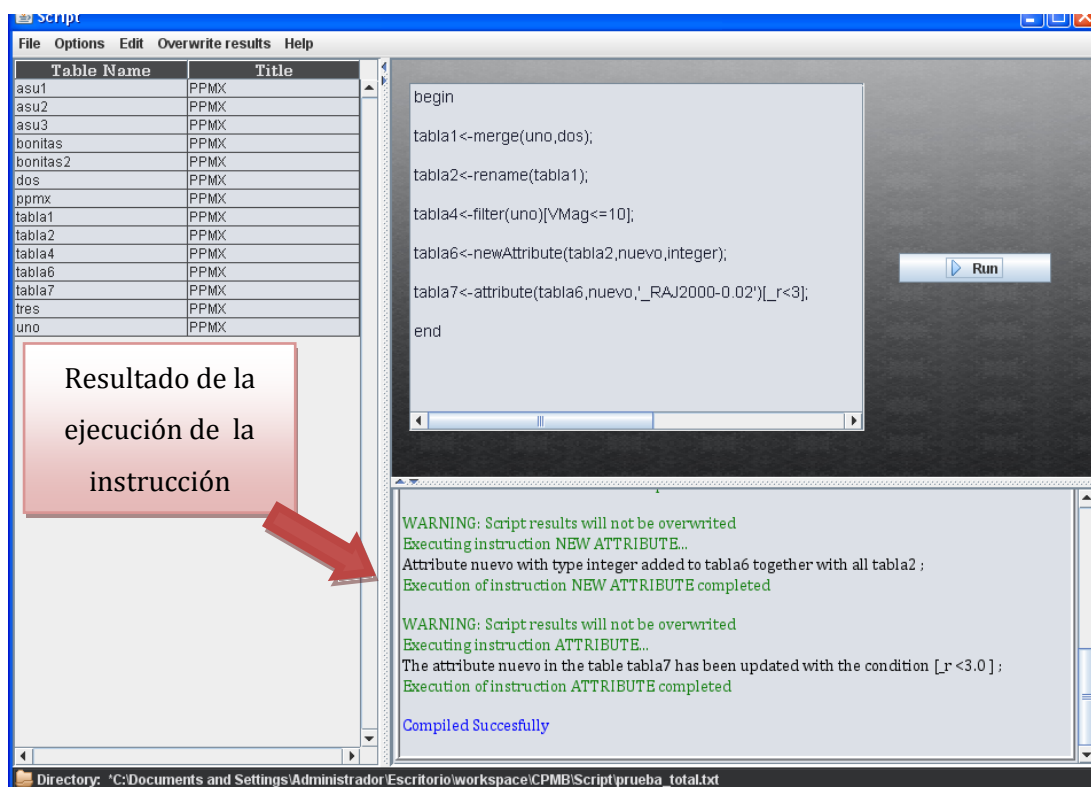 Script
File Options Edit Overwrite results Help
Table Name Title
asu1 PPMX
asu2 PPMX
asu3 PPMX
bonitas PPMX
bonitas2 PPMX
dos PPMX
ppmx PPMX
tabla1 PPMX
tabla2 PPMX
tabla4 PPMX
tabla6 PPMX
tabla7 PPMX
tres PPMX
uno PPMX
Resultado de la
ejecución de la
instrucción
begin
tabla1<-merge(uno,dos);
tabla2<-rename(tabla1);
tabla4<-filter(uno)[VMag<=10];
tabla6<-newAttribute(tabla2,nuevo,integer);
tabla7<-attribute(tabla6,nuevo,'_RAJ2000-0.02')[_r<3];
end
Run
WARNING: Script results will not be overwrited
Executing instruction NEW ATTRIBUTE...
Attribute nuevo with type integer added to tabla6 together with all tabla2 ;
Execution of instruction NEW ATTRIBUTE completed
WARNING: Script results will not be overwrited
Executing instruction ATTRIBUTE...
The attribute nuevo in the table tabla7 has been updated with the condition [_r <3.0 ] ;
Execution of instruction ATTRIBUTE completed
Compiled Succesfully
Directory: *C:\Documents and Settings\Administrador\Escritorio\workspace\CPMB\Script\prueba_total.txt